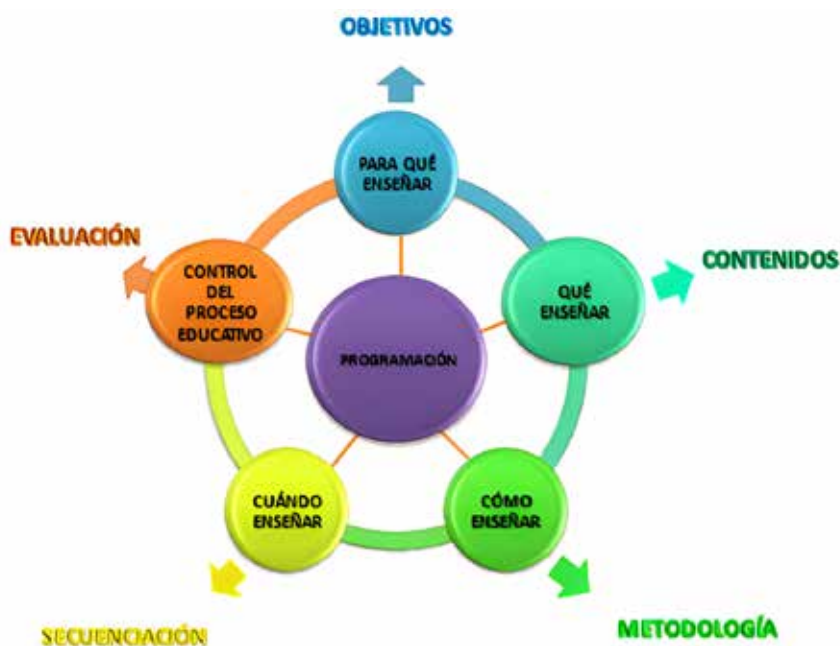 OBJETIVOS
PARA QUÉ
ENSEÑAR
EVALUACIÓN
CONTROL
DEL
PROCESO
EDUCATIVO
QUÉ
ENSEÑAR
CONTENIDOS
PROGRAMACIÓN
CUÁNDO
ENSEÑAR
CÓMO
ENSEÑAR
SECUENCIACIÓN
METODOLOGÍA